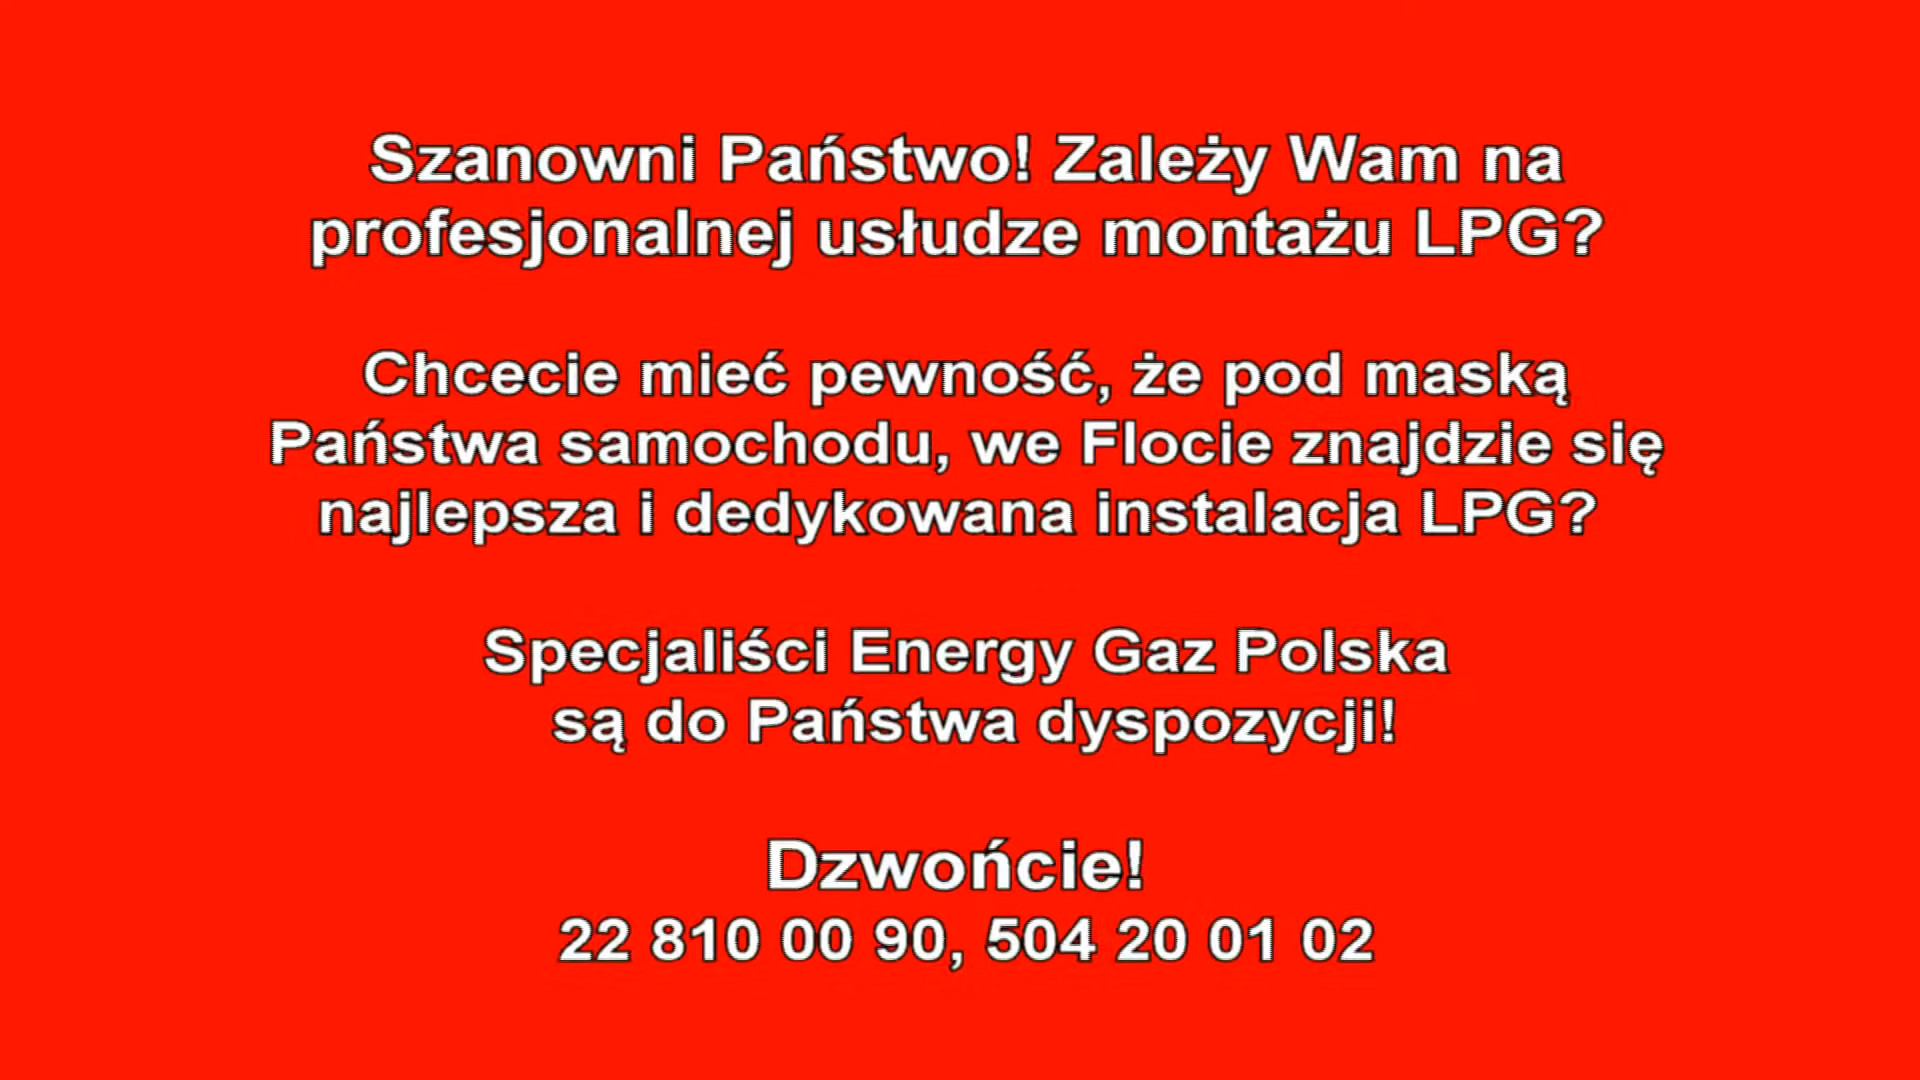 Szanowni Państwo! Zależy Wam na
profesjonalnej usłudze montażu LPG?
Chcecie mieć pewność, że pod maską
Państwa samochodu, we Flocie znajdzie się
najlepsza i dedykowana instalacja LPG?
Specjaliści Energy Gaz Polska
są do Państwa dyspozycji!
Dzwońcie!
22 810 00 90, 504 20 01 02